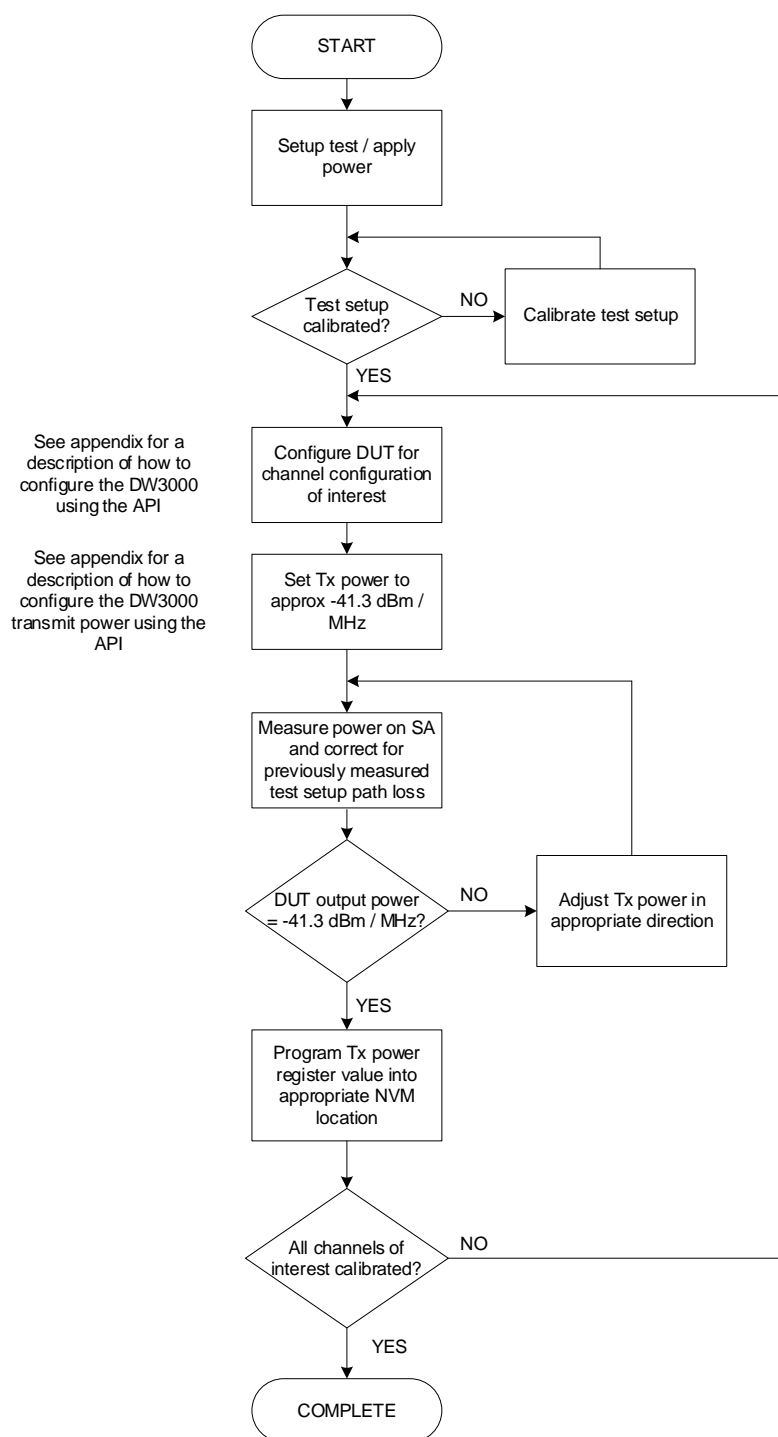 START
Setup test / apply
power
Test setup
calibrated?
NO
Calibrate test setup
YES
See appendix for a
description of how to
configure the DW3000
using the API
Configure DUT for
channel configuration
of interest
See appendix for a
description of how to
configure the DW3000
transmit power using the
API
Set Tx power to
approx -41.3 dBm /
MHz
Measure power on SA
and correct for
previously measured
test setup path loss
DUT output power
= -41.3 dBm / MHz?
NO
Adjust Tx power in
appropriate direction
YES
Program Tx power
register value into
appropriate NVM
location
All channels of
interest calibrated?
NO
YES
COMPLETE